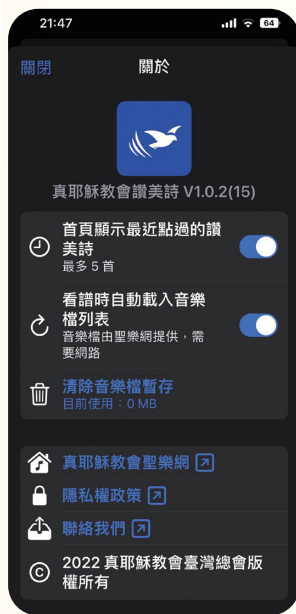 21:47
64
關閉
關於
真耶穌教會讚美詩 V1.0.2(15)
首頁顯示最近點過的讚
美詩
最多 5 首
看譜時自動載入音樂
檔列表
音樂檔由聖樂網提供，需
要網路
清除音樂檔暫存
目前使用：0 MB
真耶穌教會聖樂網
隱私權政策
聯絡我們
© 2022 真耶穌教會臺灣總會版
權所有